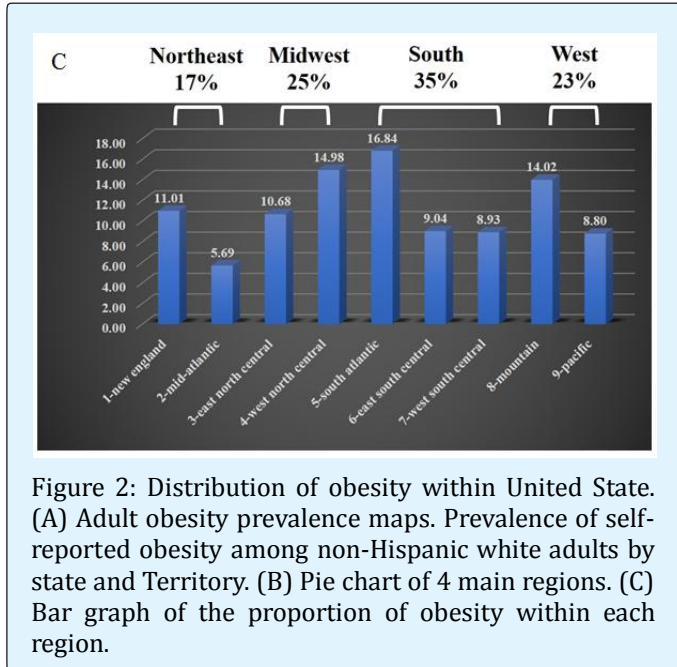 C
Northeast Midwest South West
17% 25% 35% 23%
18.00
16.00
14.00
12.00
10.00
8.00
6.00
4.00
2.00
0.00
11.01
5.69
10.68
14.98
16.84
9.04
8.93
14.02
8.80
1-new england
2-mid-atlantic
3-east north central
4-west north central
5-south atlantic
6-east south central
7-west south central
8-mountain
9-pacific
Figure 2: Distribution of obesity within United State.
(A) Adult obesity prevalence maps. Prevalence of self-
reported obesity among non-Hispanic white adults by
state and Territory. (B) Pie chart of 4 main regions. (C)
Bar graph of the proportion of obesity within each
region.